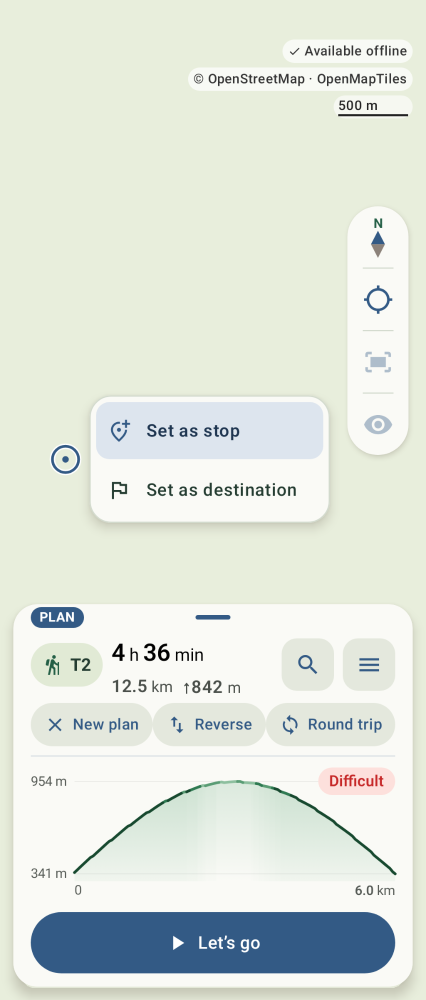 Available offline
© OpenStreetMap · OpenMapTiles
500 m
N
Set as stop
Set as destination
PLAN
T2
4 h 36 min
12.5 km ↑842 m
New plan
Reverse
Round trip
954 m
Difficult
341 m
0
6.0 km
Let’s go